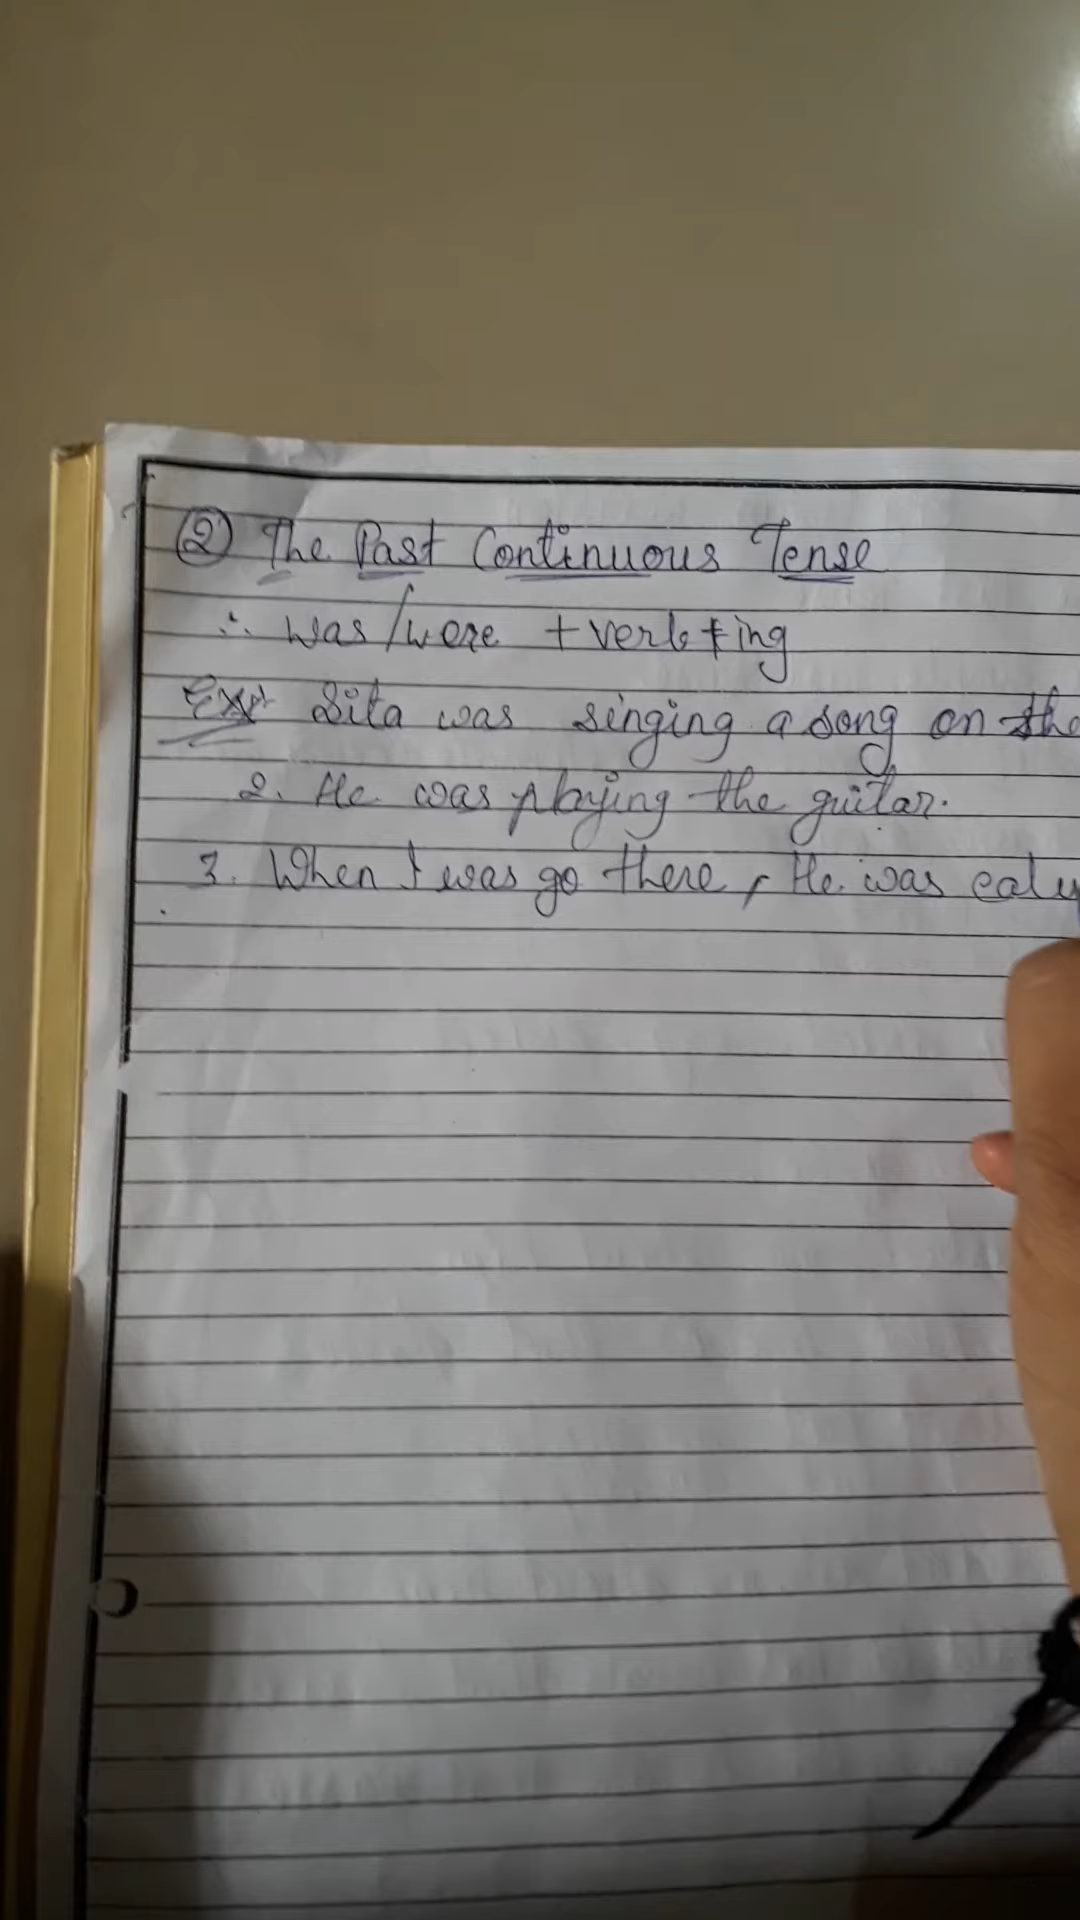 ② The Past Continuous Tense
∴ was/were + verb + ing
Ex:- Sita was singing a song on the
2. He was playing the guitar.
3. When I was go there, He was